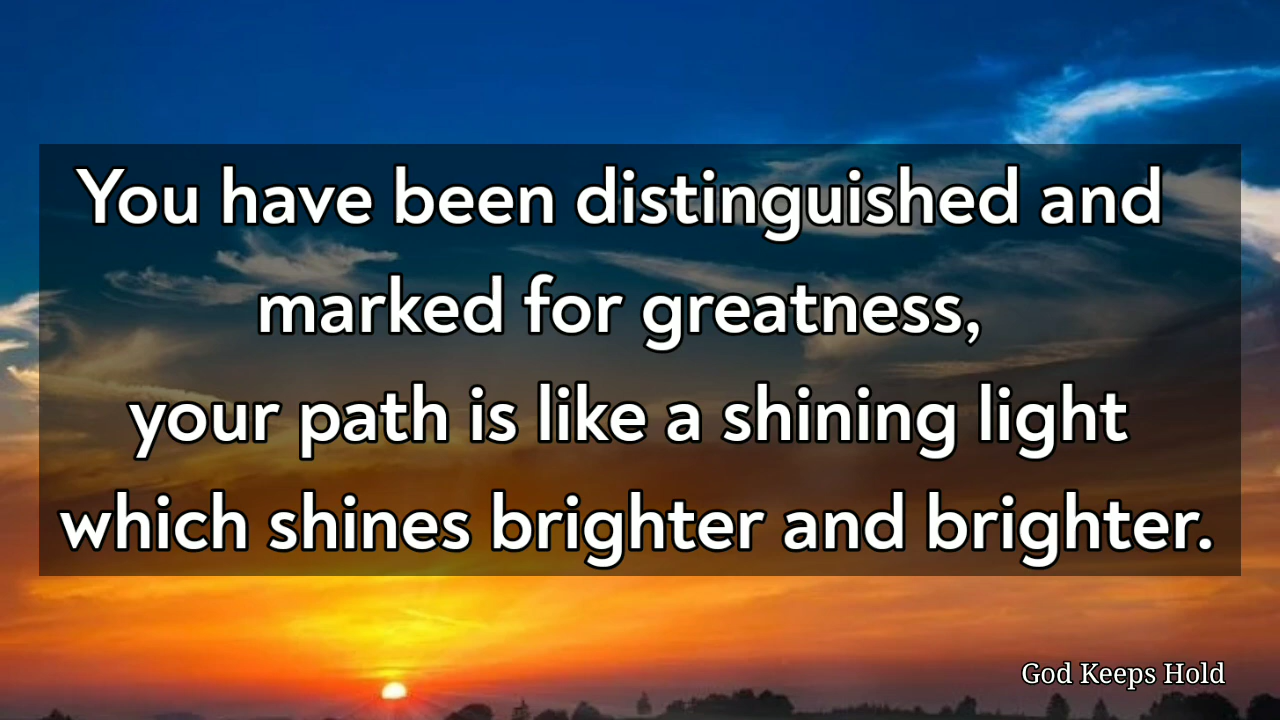 You have been distinguished and
marked for greatness,
your path is like a shining light
which shines brighter and brighter.
God Keeps Hold